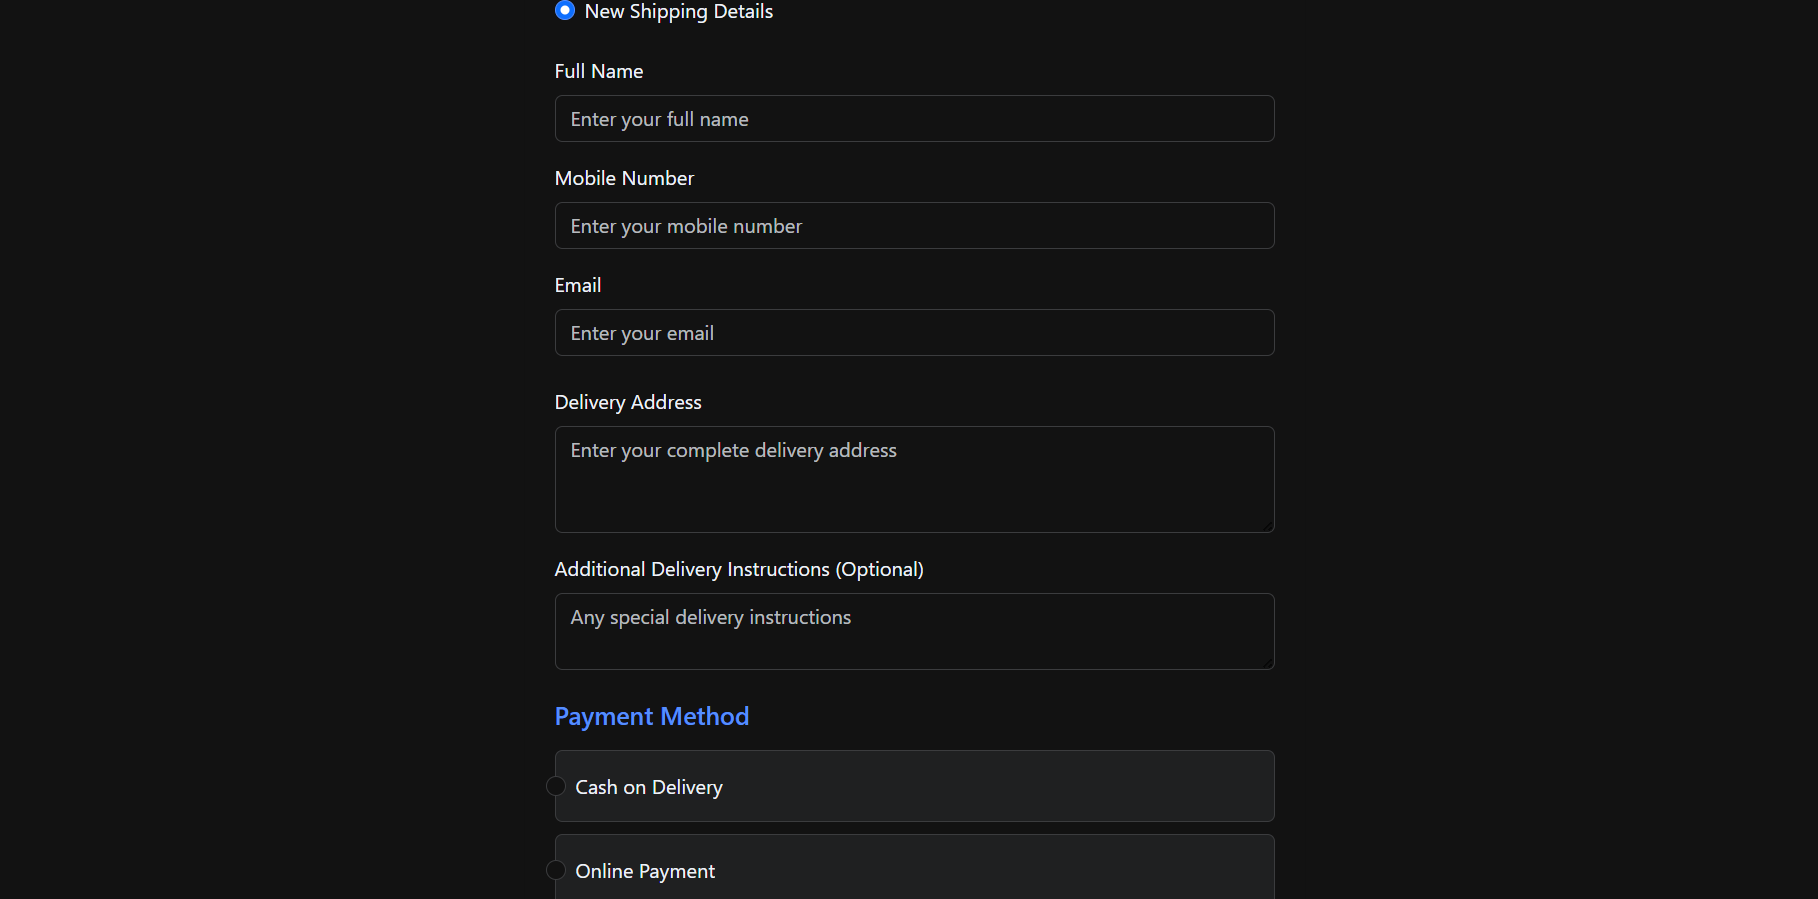 New Shipping Details
Full Name
Enter your full name
Mobile Number
Enter your mobile number
Email
Enter your email
Delivery Address
Enter your complete delivery address
Additional Delivery Instructions (Optional)
Any special delivery instructions
Payment Method
Cash on Delivery
Online Payment